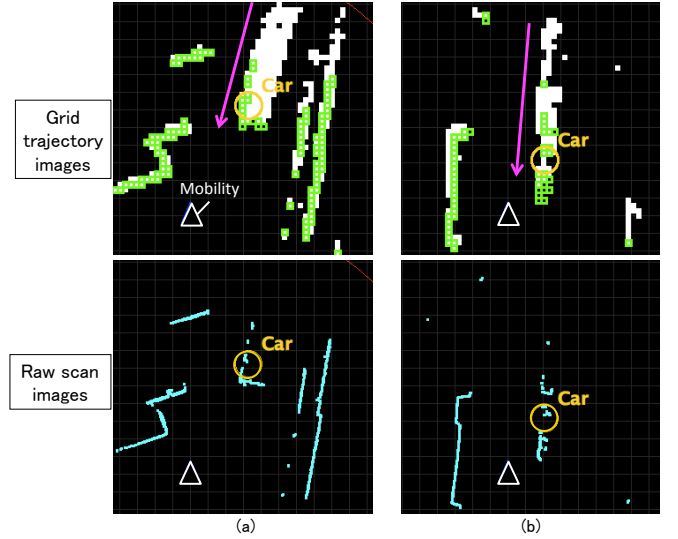 Grid
trajectory
images
Car
Mobility
Car
Raw scan
images
Car
Car
(a)
(b)